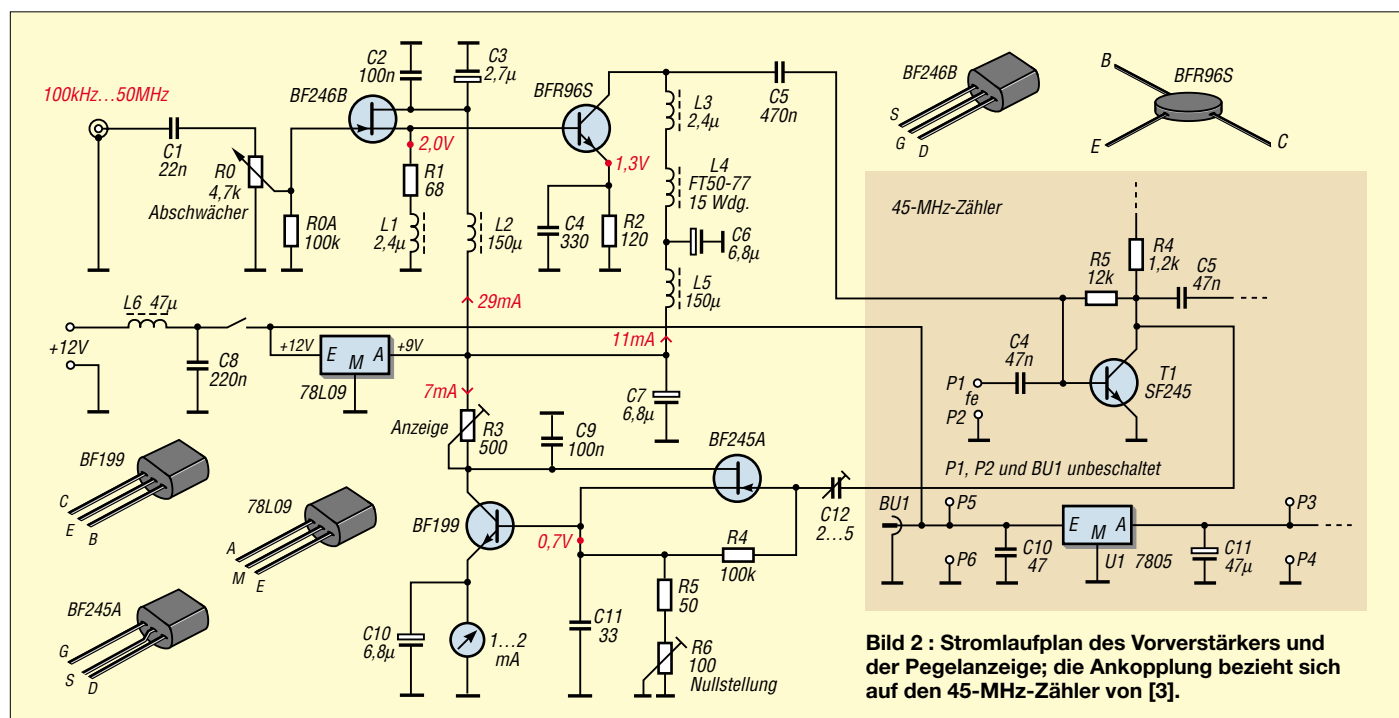 100kHz...50MHz
C1
22n
R0
4,7k
Abschwächer
R0A
100k
C2
100n
C3
2,7µ
BF246B
2,0V
R1
68
L1
2,4µ
L2
150µ
BFR96S
1,3V
C4
330
R2
120
L3
2,4µ
L4
FT50-77
15 Wdg.
C5
470n
C6
6,8µ
L5
150µ
29mA
11mA
7mA
L6 47µ
+12V
C8
220n
+12V
E M A
+9V
78L09
C7
6,8µ
Anzeige
R3
500
C9
100n
BF245A
BF199
0,7V
C12
2...5
R4
100k
R5
50
R6
100
Nullstellung
C11
33
C10
6,8µ
1...2
mA
BF246B
S
G
D
BFR96S
B
E
C
BF199
C
E
B
78L09
A
M
E
BF245A
G
S
D
45-MHz-Zähler
R4
1,2k
R5
12k
C5
47n
C4
47n
P1
fe
P2
T1
SF245
P1, P2 und BU1 unbeschaltet
BU1
P5
P6
C10
47
E M A
U1 7805
C11
47µ
P3
P4
Bild 2 : Stromlaufplan des Vorverstärkers und
der Pegelanzeige; die Ankopplung bezieht sich
auf den 45-MHz-Zähler von [3].